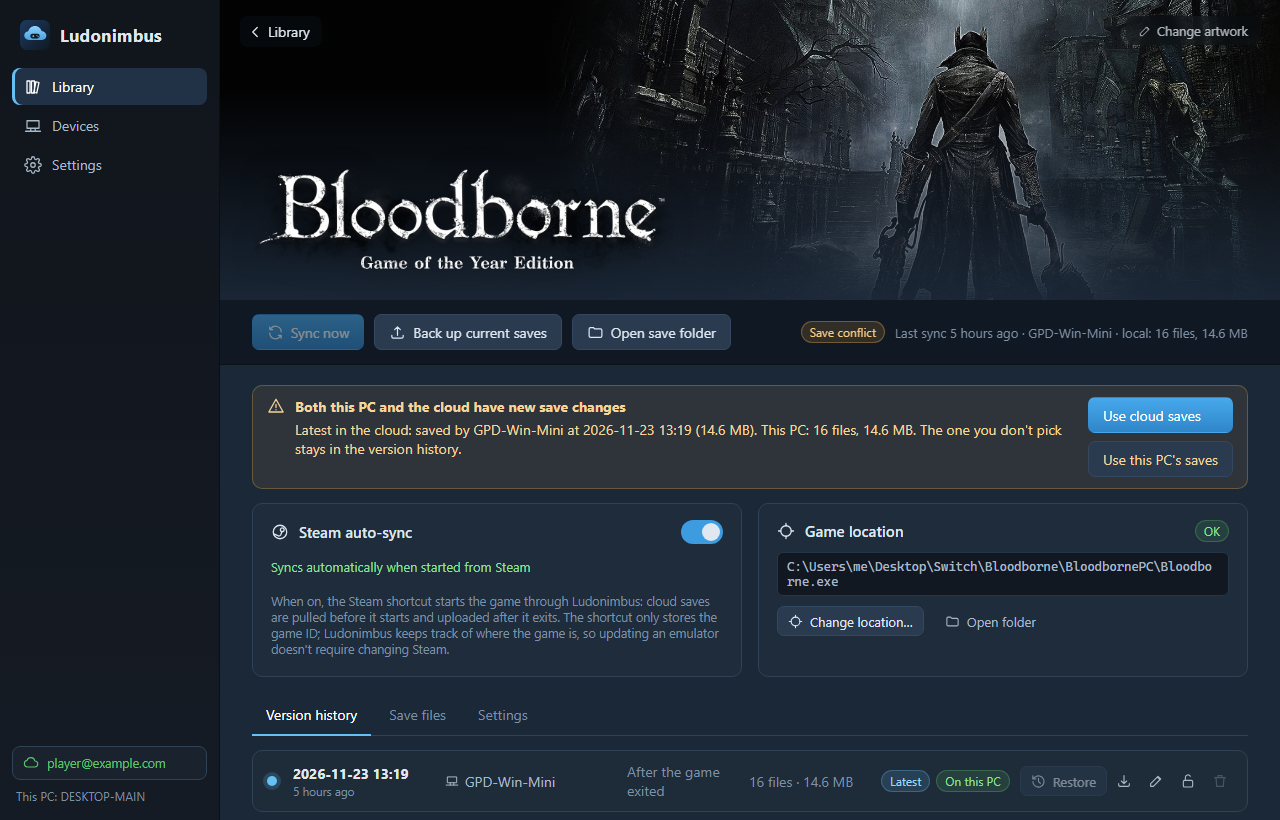 Ludonimbus
Library
Devices
Settings
player@example.com
This PC: DESKTOP-MAIN
Library
Change artwork
Bloodborne™
Game of the Year Edition
Sync now
Back up current saves
Open save folder
Save conflict
Last sync 5 hours ago · GPD-Win-Mini · local: 16 files, 14.6 MB
Both this PC and the cloud have new save changes
Latest in the cloud: saved by GPD-Win-Mini at 2026-11-23 13:19 (14.6 MB). This PC: 16 files, 14.6 MB. The one you don't pick
stays in the version history.
Use cloud saves
Use this PC's saves
Steam auto-sync
Syncs automatically when started from Steam
When on, the Steam shortcut starts the game through Ludonimbus: cloud saves
are pulled before it starts and uploaded after it exits. The shortcut only stores the
game ID; Ludonimbus keeps track of where the game is, so updating an emulator
doesn't require changing Steam.
Game location
OK
C:\Users\me\Desktop\Switch\Bloodborne\BloodbornePC\Bloodbo
rne.exe
Change location...
Open folder
Version history
Save files
Settings
2026-11-23 13:19
5 hours ago
GPD-Win-Mini
After the game
exited
16 files · 14.6 MB
Latest
On this PC
Restore